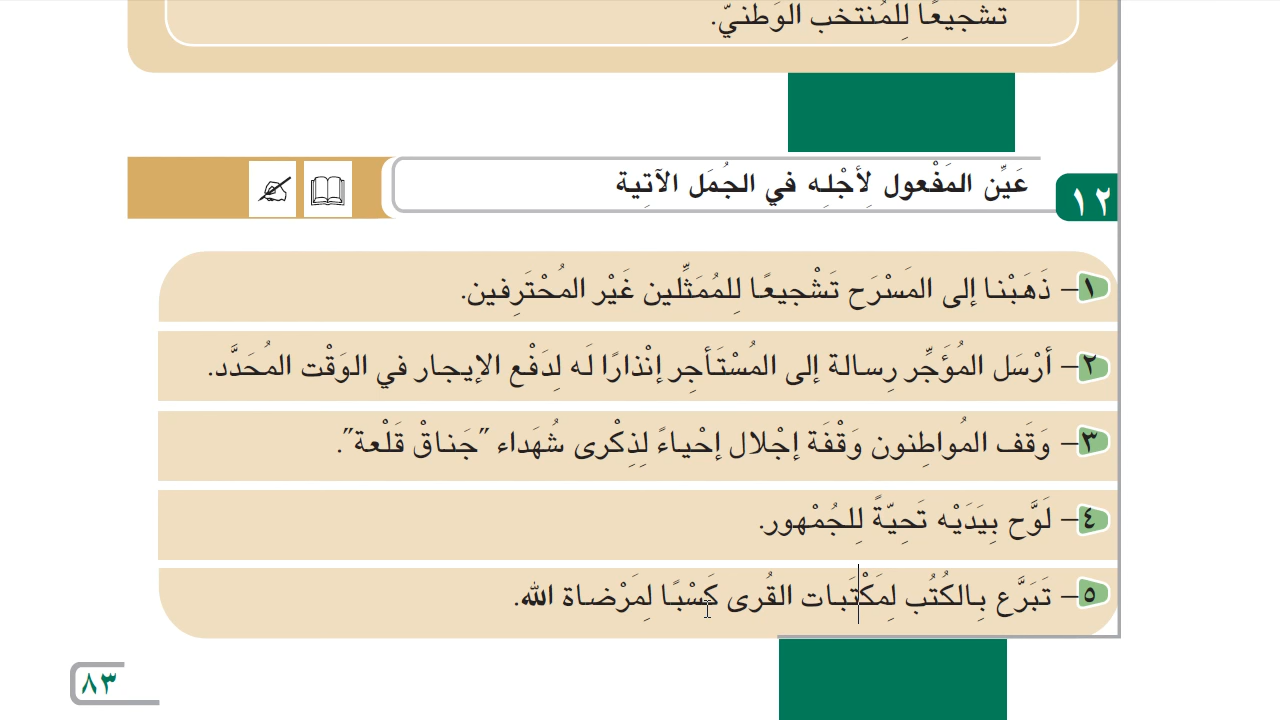 تشجيعًا لِلمُنتخب الوَطنيّ.
١٢ عَيِّن المَفْعول لِأجْلِه في الجُمَل الآتِية
١– ذَهَبْنا إلى المَسْرَح تَشْجيعًا لِلمُمَثِّلين غَيْر المُحْتَرِفين.
٢– أرْسَل المُؤَجِّر رِسالة إلى المُسْتَأجِر إنْذارًا لَه لِدَفْع الإيجار في الوَقْت المُحَدَّد.
٣– وَقَف المُواطِنون وَقْفَة إجْلال إحْياءً لِذِكْرى شُهَداء ”جَناقْ قَلْعة”.
٤– لَوَّح بِيَدَيْه تَحِيّةً لِلجُمْهور.
٥– تَبَرَّع بِالكُتُب لِمَكْتَبات القُرى كَسْبًا لِمَرْضاة الله.
٨٣